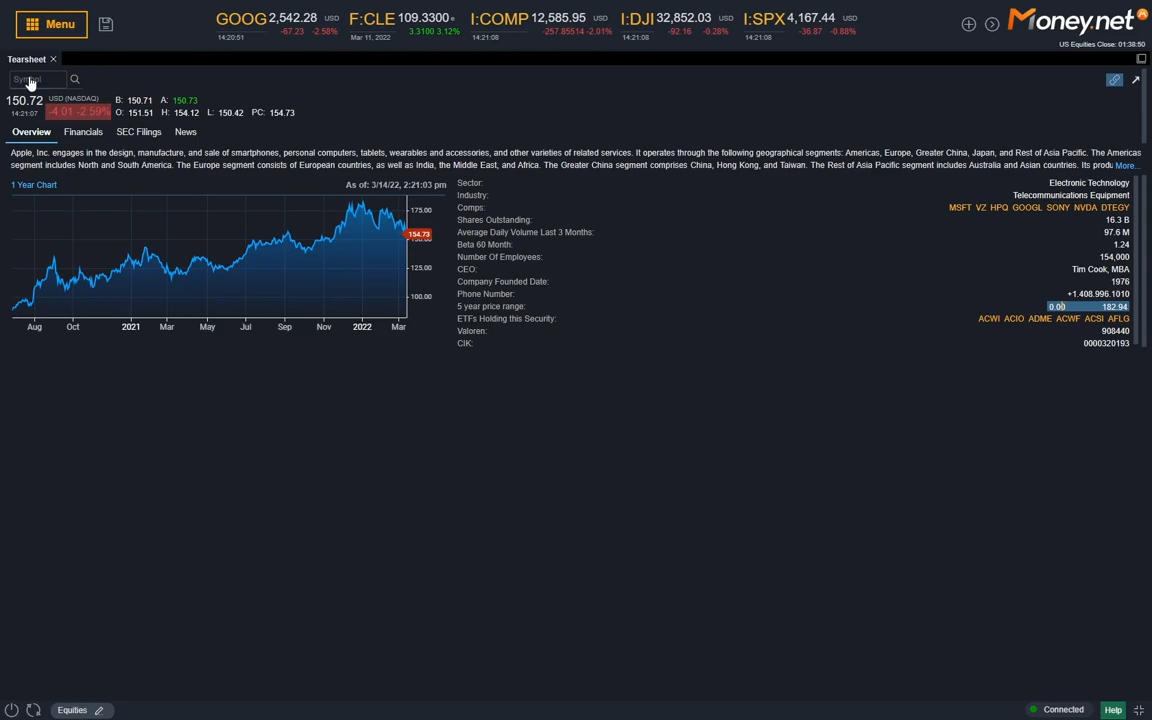 Menu
GOOG 2,542.28 USD
14:20:51 -67.23 -2.58%
F:CLE 109.3300 e
Mar 11, 2022 3.3100 3.12%
I:COMP 12,585.95 USD
14:21:08 -257.85514 -2.01%
I:DJI 32,852.03 USD
14:21:08 -92.16 -0.28%
I:SPX 4,167.44 USD
14:21:08 -36.87 -0.88%
Money.net
US Equities Close: 01:38:50
Tearsheet
Symbol
150.72 USD (NASDAQ) B: 150.71 A: 150.73
14:21:07 -4.01 -2.59% O: 151.51 H: 154.12 L: 150.42 PC: 154.73
Overview Financials SEC Filings News
Apple, Inc. engages in the design, manufacture, and sale of smartphones, personal computers, tablets, wearables and accessories, and other varieties of related services. It operates through the following geographical segments: Americas, Europe, Greater China, Japan, and Rest of Asia Pacific. The Americas
segment includes North and South America. The Europe segment consists of European countries, as well as India, the Middle East, and Africa. The Greater China segment comprises China, Hong Kong, and Taiwan. The Rest of Asia Pacific segment includes Australia and Asian countries. Its produ More...
1 Year Chart As of: 3/14/22, 2:21:03 pm
175.00
154.73
125.00
100.00
Aug Oct 2021 Mar May Jul Sep Nov 2022 Mar
Sector: Electronic Technology
Industry: Telecommunications Equipment
Comps: MSFT VZ HPQ GOOGL SONY NVDA DTEGY
Shares Outstanding: 16.3 B
Average Daily Volume Last 3 Months: 97.6 M
Beta 60 Month: 1.24
Number Of Employees: 154,000
CEO: Tim Cook, MBA
Company Founded Date: 1976
Phone Number: +1.408.996.1010
5 year price range: 0.00 182.94
ETFs Holding this Security: ACWI ACIO ADME ACWF ACSI AFLG
Valoren: 908440
CIK: 0000320193
Equities
Connected
Help